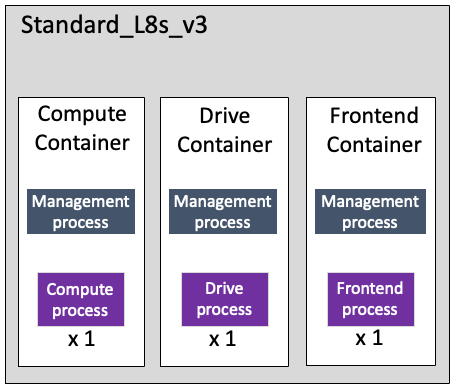 Standard_L8s_v3
Compute
Container
Management
process
Compute
process
x 1
Drive
Container
Management
process
Drive
process
x 1
Frontend
Container
Management
process
Frontend
process
x 1